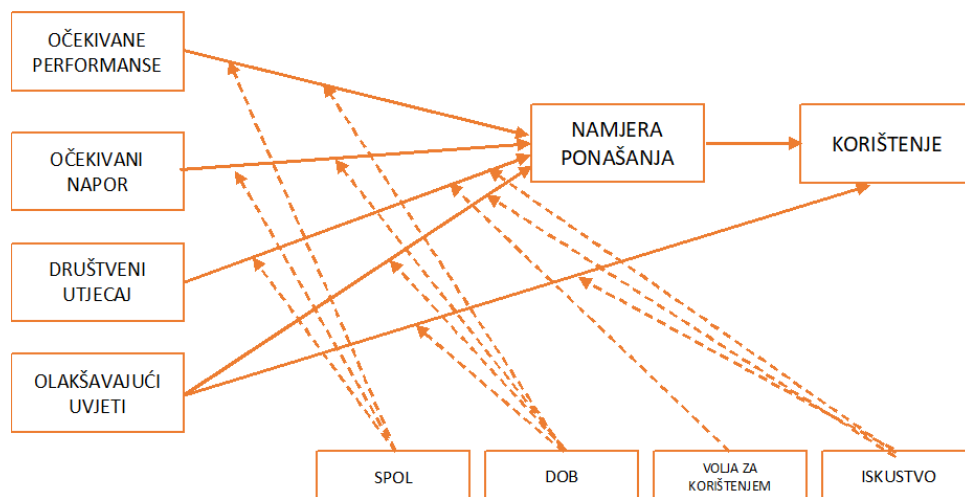 OČEKIVANE
PERFORMANSE
OČEKIVANI
NAPOR
DRUŠTVENI
UTJECAJ
OLAKŠAVAJUĆI
UVJETI
NAMJERA
PONAŠANJA
KORIŠTENJE
SPOL
DOB
VOLJA ZA
KORIŠTENJEM
ISKUSTVO